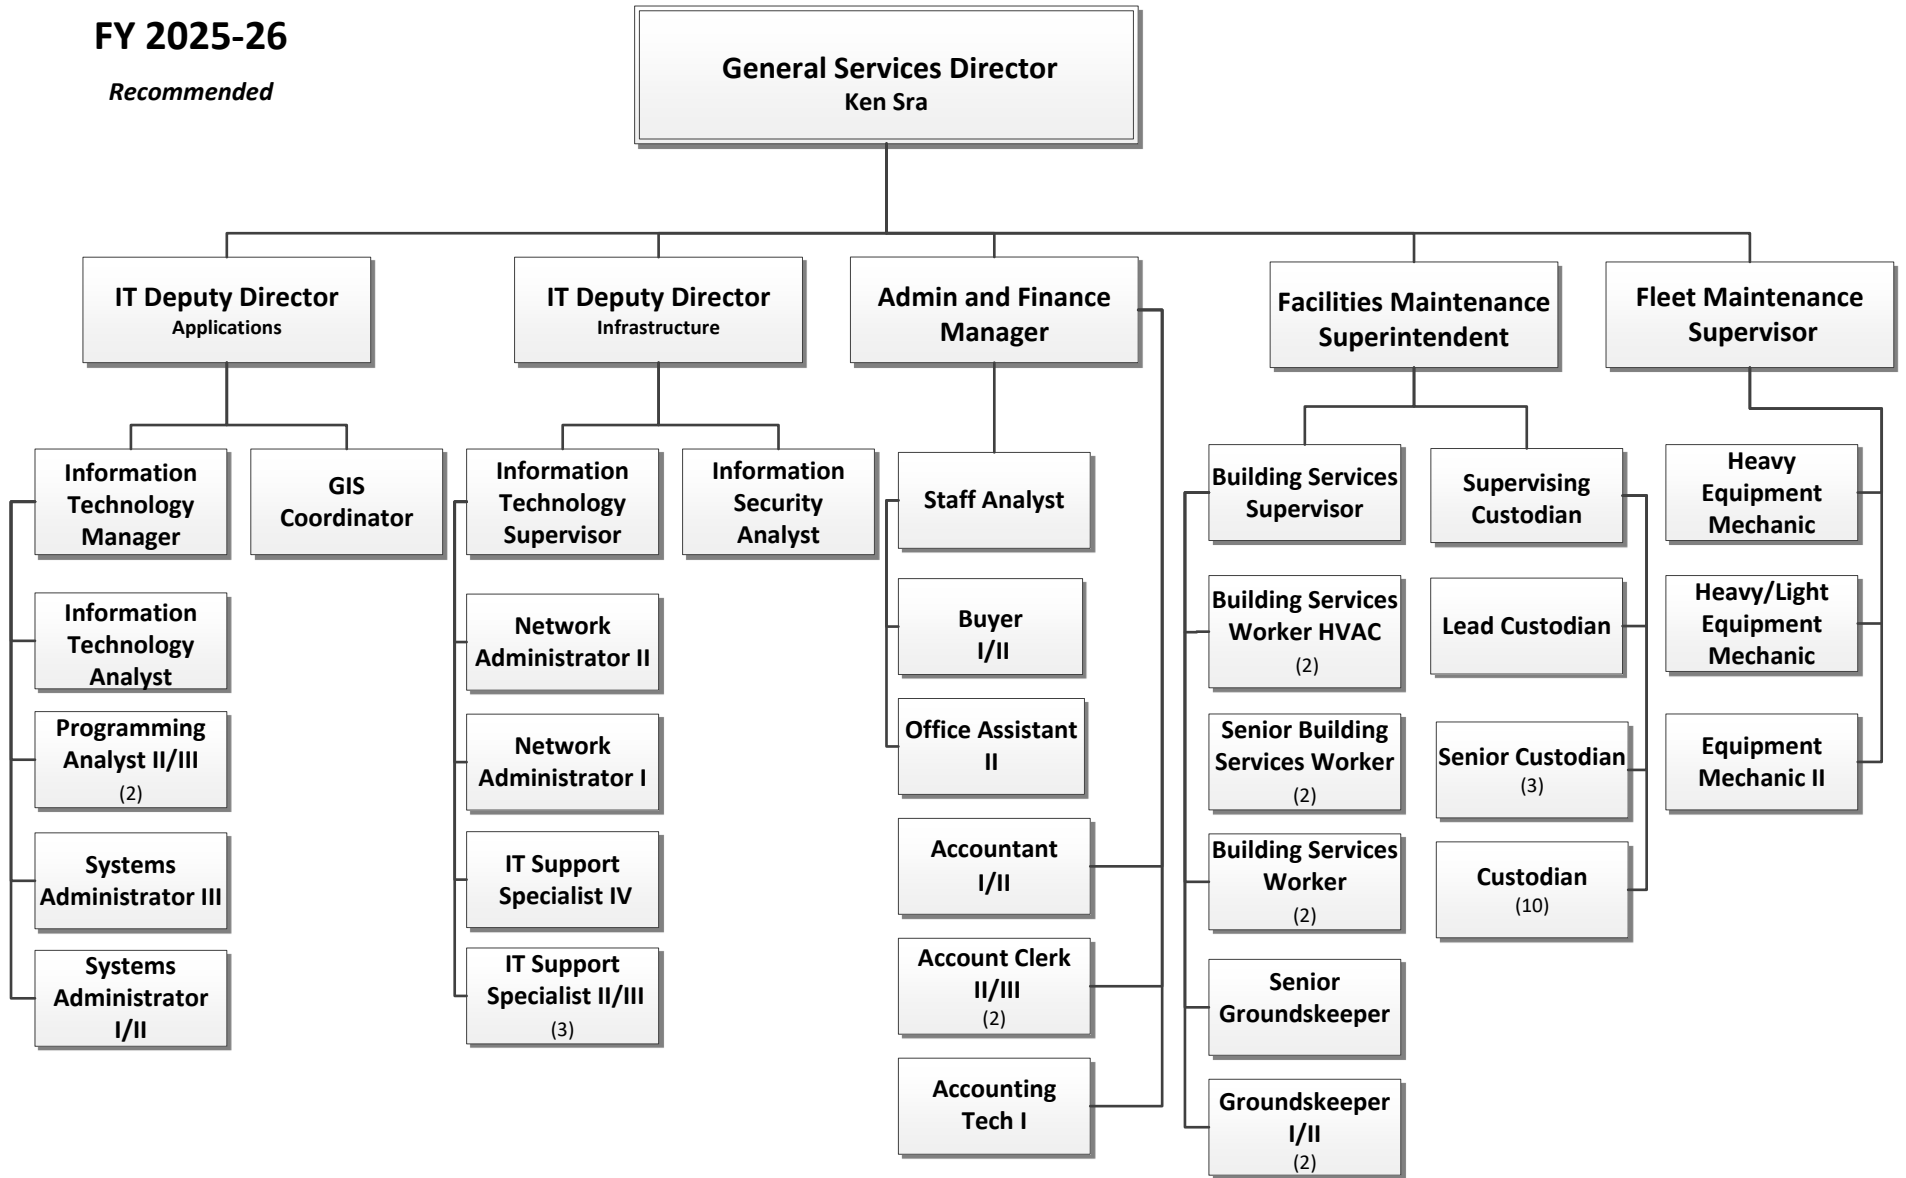 FY 2025-26
Recommended
General Services Director
Ken Sra
IT Deputy Director
Applications
IT Deputy Director
Infrastructure
Admin and Finance
Manager
Facilities Maintenance
Superintendent
Fleet Maintenance
Supervisor
Information
Technology
Manager
GIS
Coordinator
Information
Technology
Analyst
Programming
Analyst II/III
(2)
Systems
Administrator III
Systems
Administrator
I/II
Information
Technology
Supervisor
Information
Security
Analyst
Network
Administrator II
Network
Administrator I
IT Support
Specialist IV
IT Support
Specialist II/III
(3)
Staff Analyst
Buyer
I/II
Office Assistant
II
Accountant
I/II
Account Clerk
II/III
(2)
Accounting
Tech I
Building Services
Supervisor
Building Services
Worker HVAC
(2)
Senior Building
Services Worker
(2)
Building Services
Worker
(2)
Senior
Groundskeeper
Groundskeeper
I/II
(2)
Supervising
Custodian
Lead Custodian
Senior Custodian
(3)
Custodian
(10)
Heavy
Equipment
Mechanic
Heavy/Light
Equipment
Mechanic
Equipment
Mechanic II